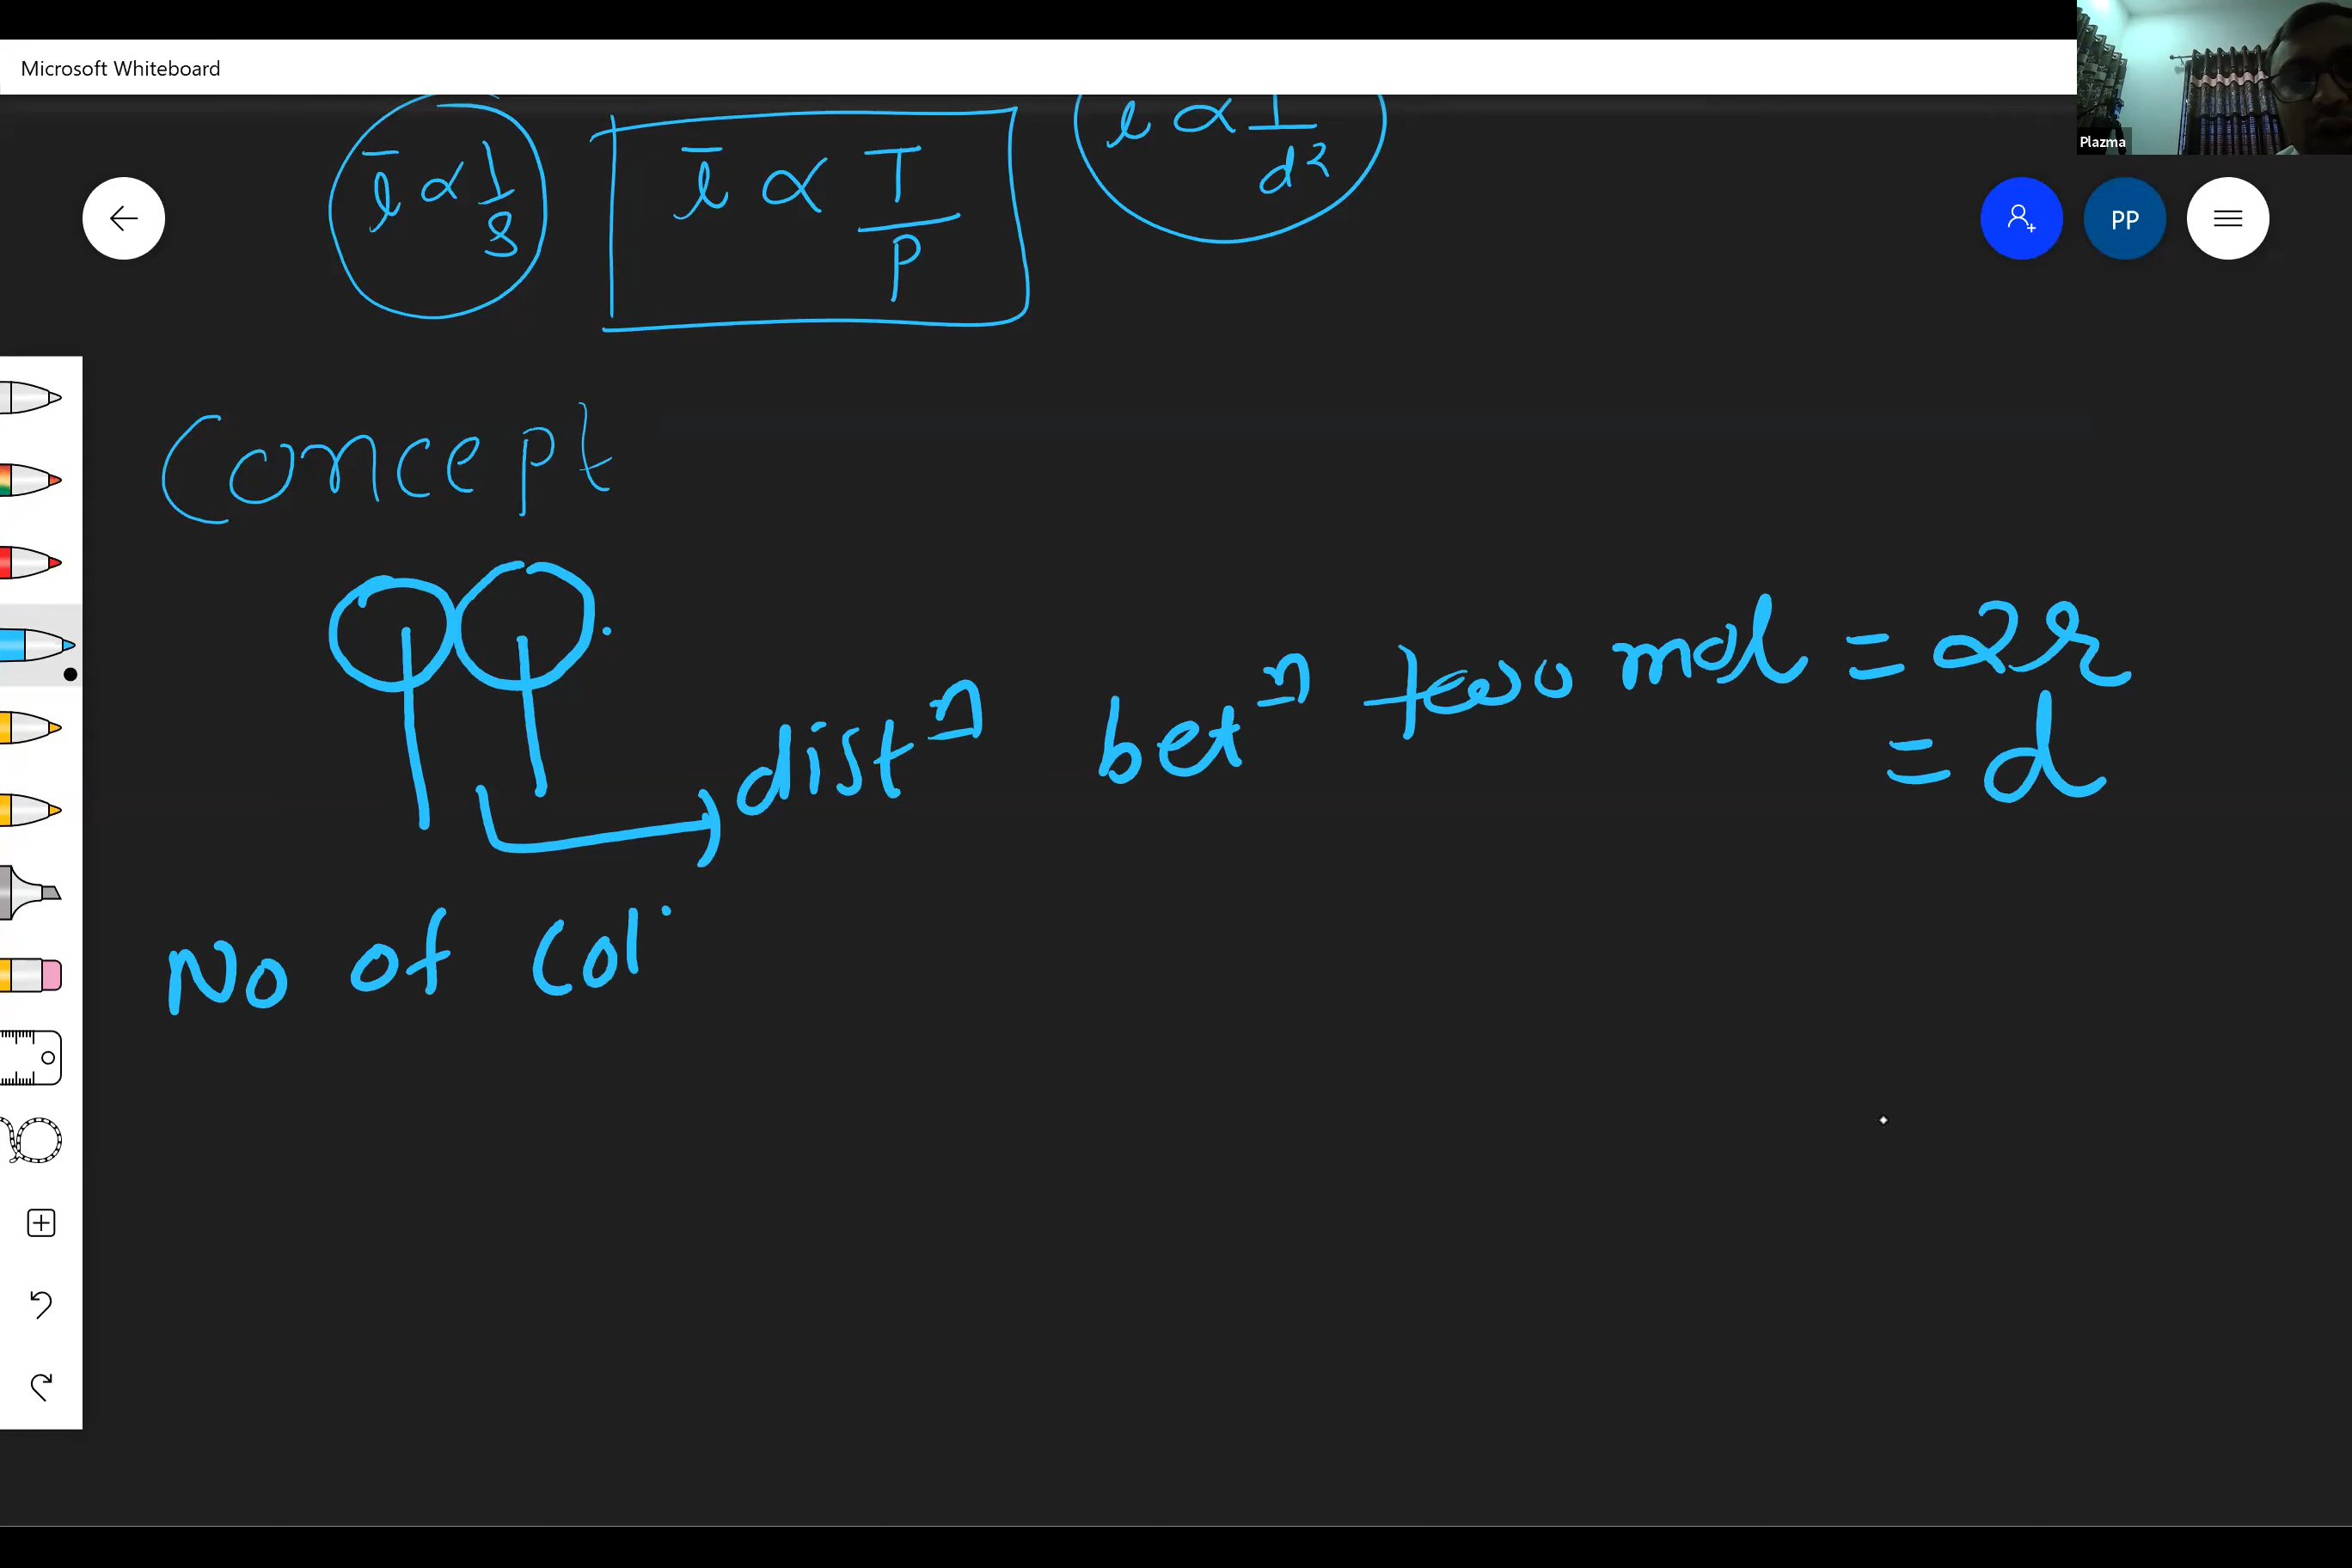 Microsoft Whiteboard
Plazma
PP
l̄ ∝ 1/ρ
l̄ ∝ T/P
l ∝ 1/d²
Concept
distⁿ betⁿ two mol = 2r
= d
No of Col